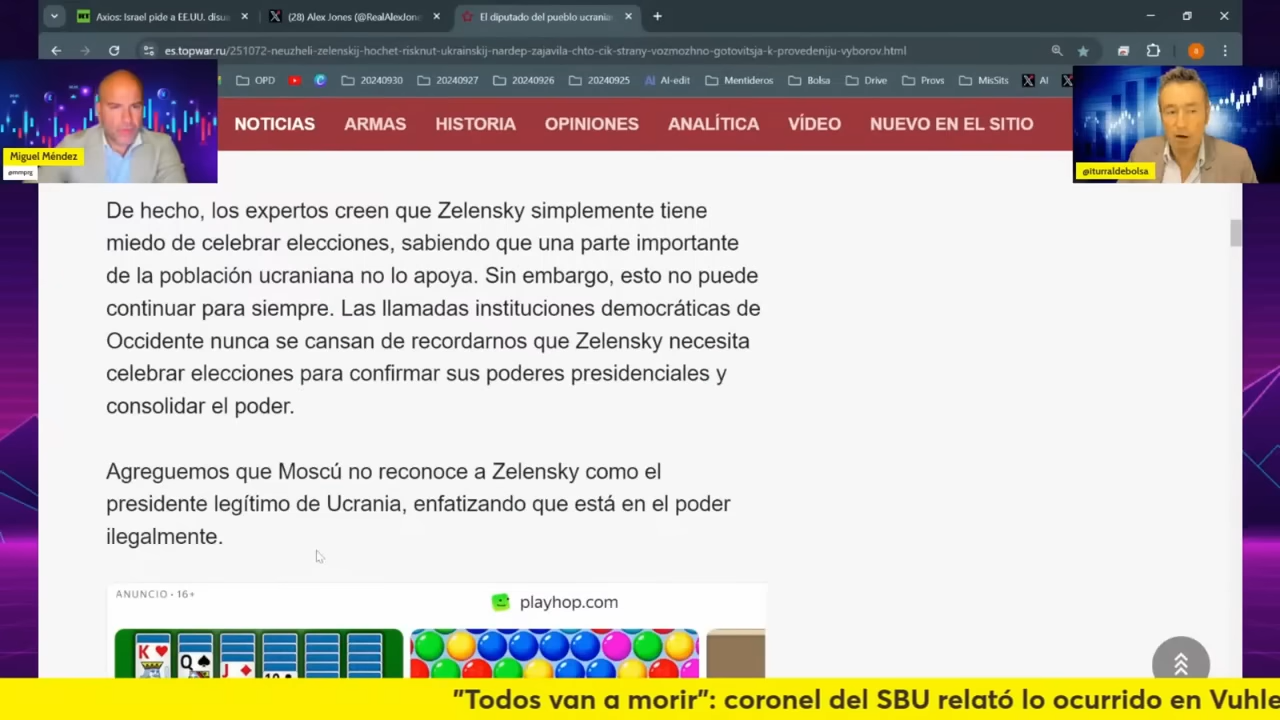 Axios: Israel pide a EE.UU. disua
(28) Alex Jones (@RealAlexJone
El diputado del pueblo ucrania
es.topwar.ru/251072-neuzheli-zelenskij-hochet-risknut-ukrainskij-nardep-zajavila-chto-cik-strany-vozmozhno-gotovitsja-k-provedeniju-vyborov.html
OPD
20240930
20240927
20240926
20240925
AI-edit
Mentideros
Bolsa
Drive
Provs
MisSits
AI
NOTICIAS ARMAS HISTORIA OPINIONES ANALÍTICA VÍDEO NUEVO EN EL SITIO
Miguel Méndez
@mmprg
@iturraldebolsa
De hecho, los expertos creen que Zelensky simplemente tiene
miedo de celebrar elecciones, sabiendo que una parte importante
de la población ucraniana no lo apoya. Sin embargo, esto no puede
continuar para siempre. Las llamadas instituciones democráticas de
Occidente nunca se cansan de recordarnos que Zelensky necesita
celebrar elecciones para confirmar sus poderes presidenciales y
consolidar el poder.
Agreguemos que Moscú no reconoce a Zelensky como el
presidente legítimo de Ucrania, enfatizando que está en el poder
ilegalmente.
ANUNCIO • 16+
playhop.com
K
Q
J
"Todos van a morir": coronel del SBU relató lo ocurrido en Vuhle